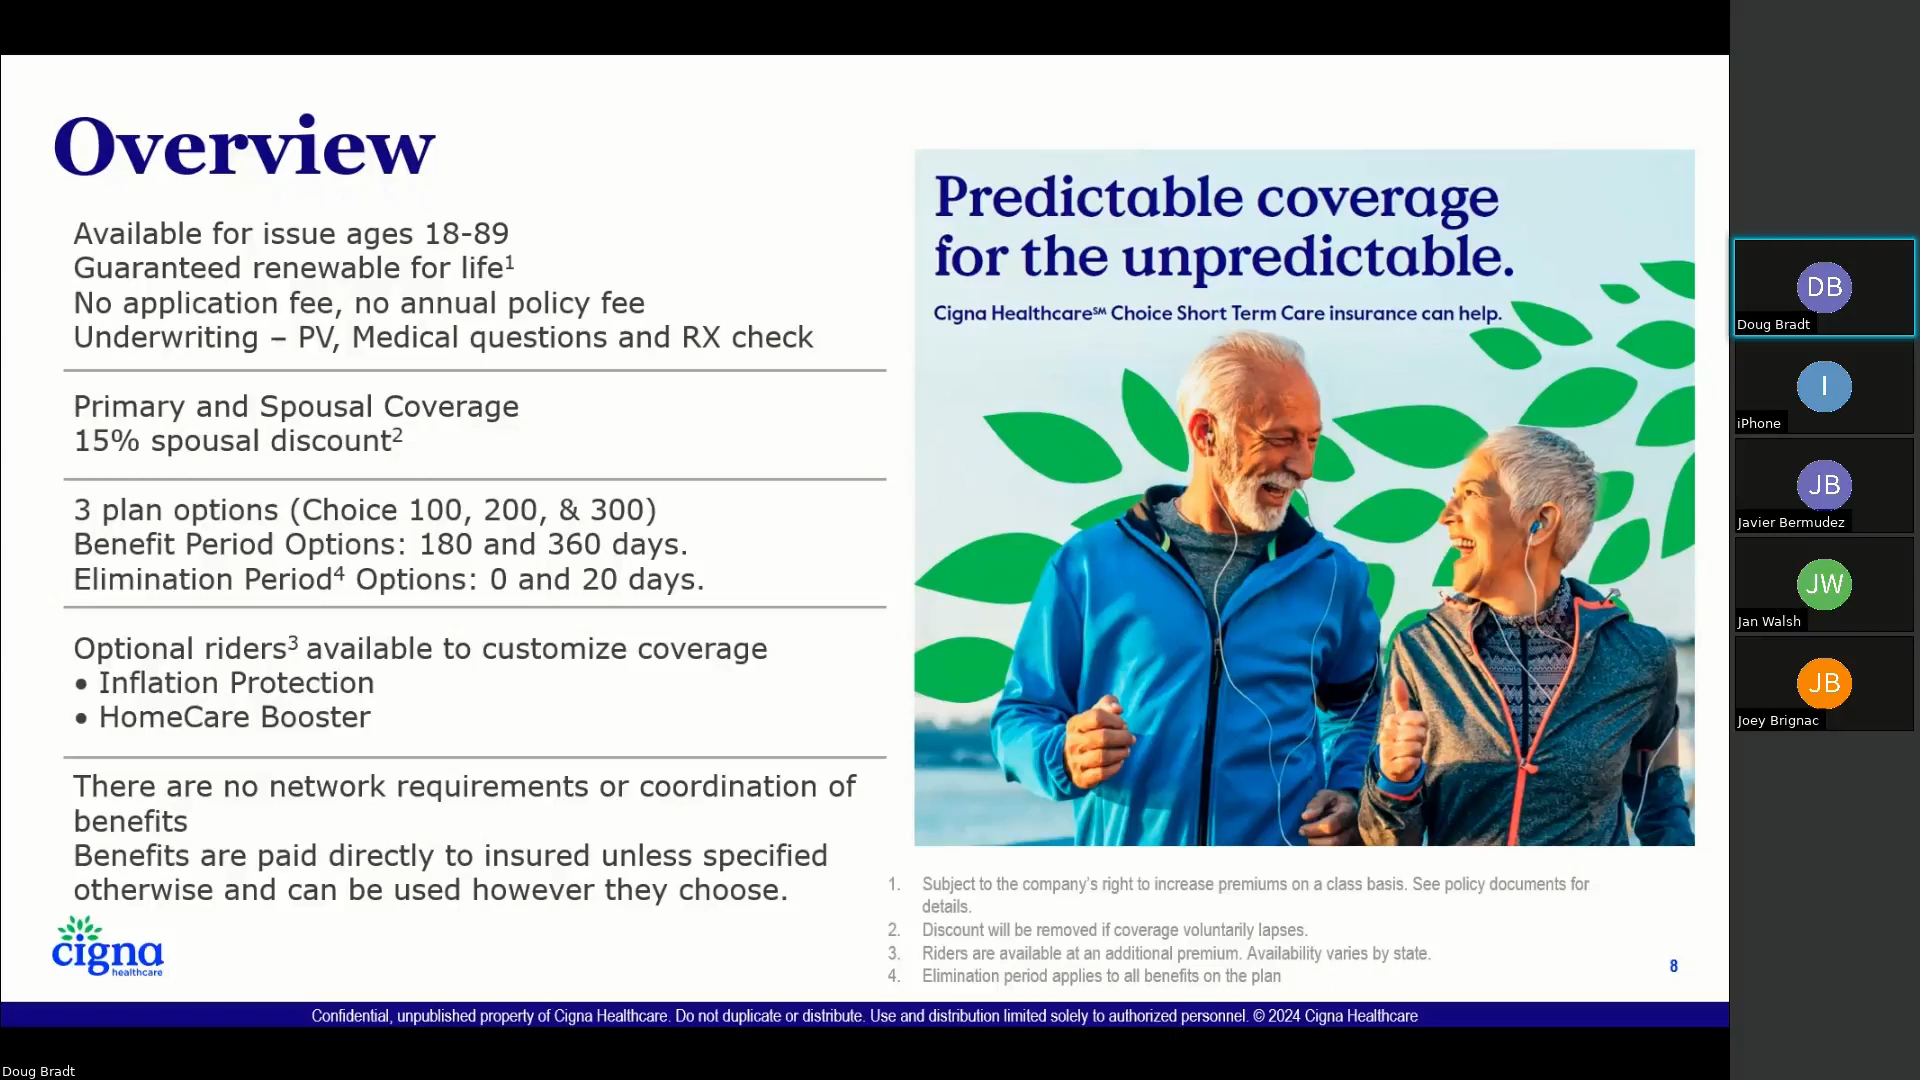 Overview
Available for issue ages 18-89
Guaranteed renewable for life1
No application fee, no annual policy fee
Underwriting – PV, Medical questions and RX check
Primary and Spousal Coverage
15% spousal discount2
3 plan options (Choice 100, 200, & 300)
Benefit Period Options: 180 and 360 days.
Elimination Period4 Options: 0 and 20 days.
Optional riders3 available to customize coverage
• Inflation Protection
• HomeCare Booster
There are no network requirements or coordination of
benefits
Benefits are paid directly to insured unless specified
otherwise and can be used however they choose.
cigna
healthcare
Predictable coverage
for the unpredictable.
Cigna Healthcare℠ Choice Short Term Care insurance can help.
1. Subject to the company's right to increase premiums on a class basis. See policy documents for
details.
2. Discount will be removed if coverage voluntarily lapses.
3. Riders are available at an additional premium. Availability varies by state.
4. Elimination period applies to all benefits on the plan
8
Confidential, unpublished property of Cigna Healthcare. Do not duplicate or distribute. Use and distribution limited solely to authorized personnel. © 2024 Cigna Healthcare
Doug Bradt
DB
Doug Bradt
I
iPhone
JB
Javier Bermudez
JW
Jan Walsh
JB
Joey Brignac